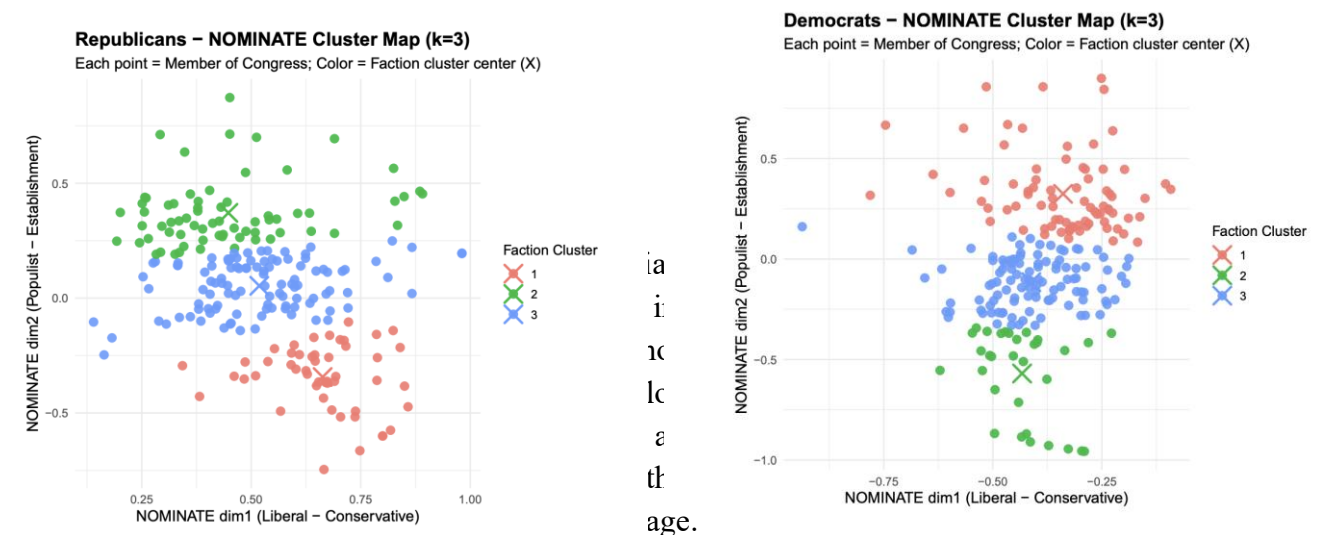 Republicans − NOMINATE Cluster Map (k=3)
Each point = Member of Congress; Color = Faction cluster center (X)
NOMINATE dim2 (Populist − Establishment)
0.5
0.0
−0.5
0.25
0.50
0.75
1.00
NOMINATE dim1 (Liberal − Conservative)
Faction Cluster
1
2
3
ia
a
th
age.
Democrats − NOMINATE Cluster Map (k=3)
Each point = Member of Congress; Color = Faction cluster center (X)
NOMINATE dim2 (Populist − Establishment)
0.5
0.0
−0.5
−1.0
−0.75
−0.50
−0.25
NOMINATE dim1 (Liberal − Conservative)
Faction Cluster
1
2
3